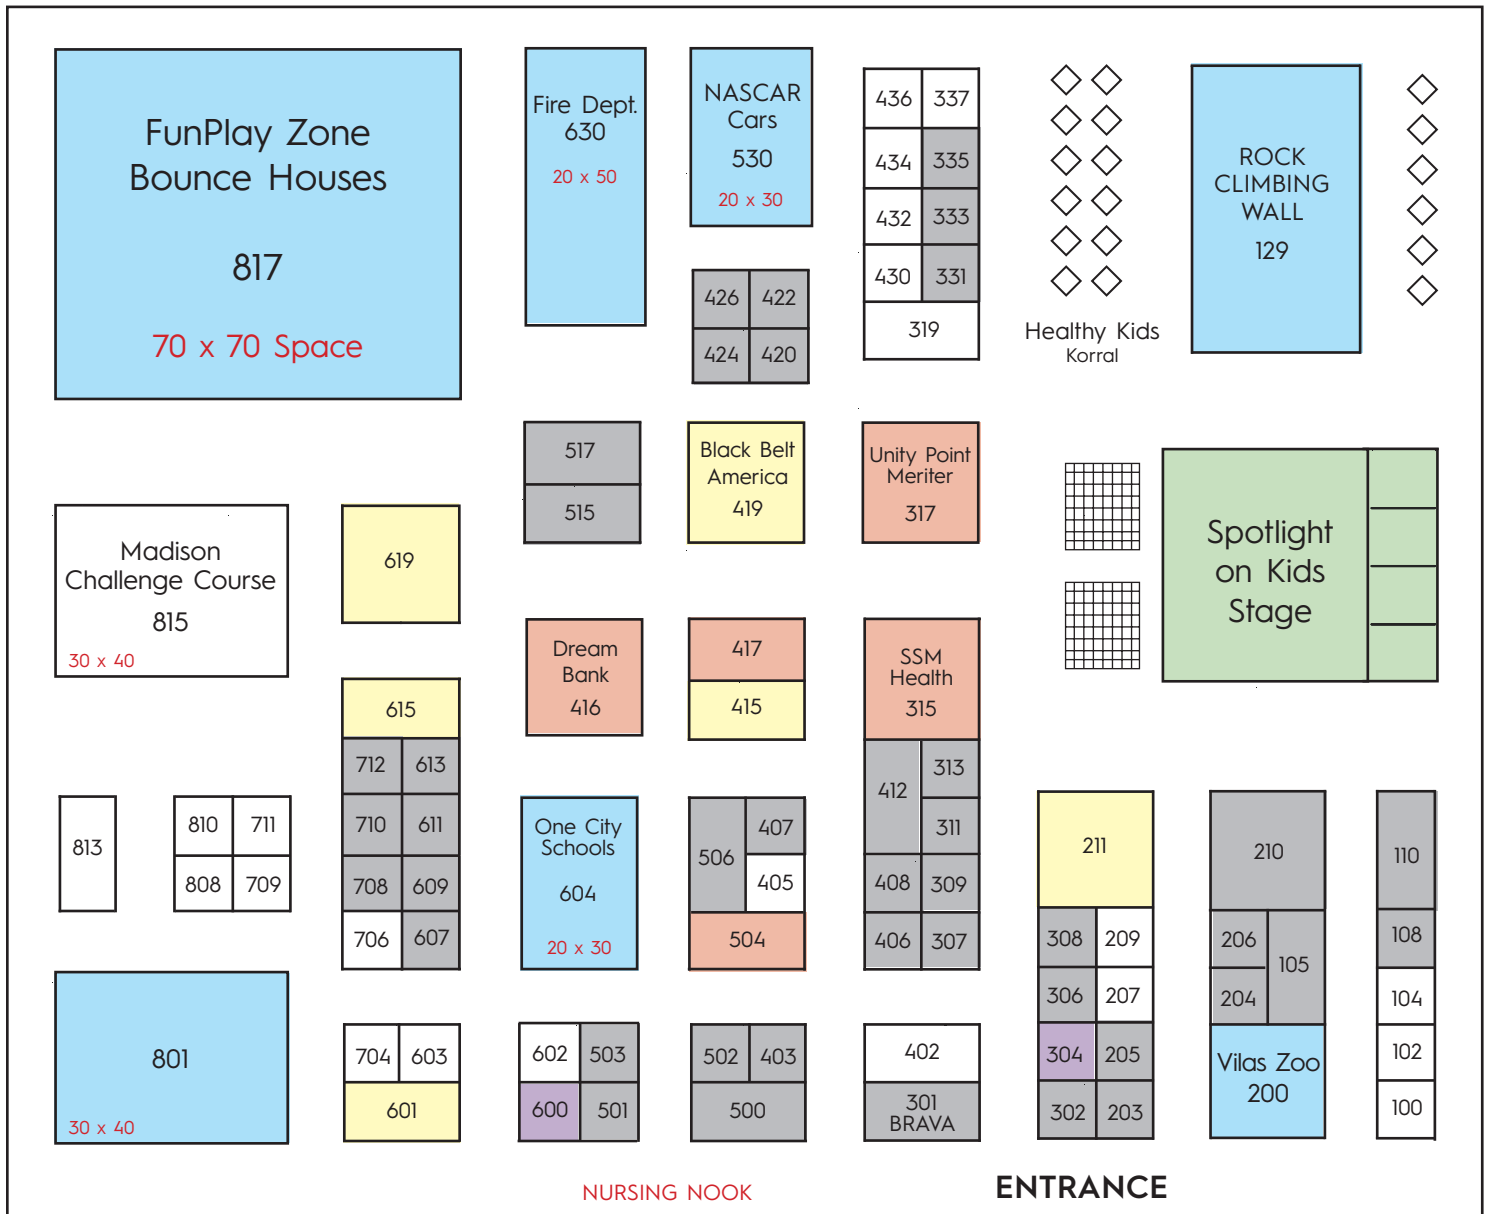 FunPlay Zone
Bounce Houses
817
70 x 70 Space
Fire Dept.
630
20 x 50
NASCAR
Cars
530
20 x 30
436 337
434 335
432 333
430 331
319
Healthy Kids
Korral
ROCK
CLIMBING
WALL
129
426 422
424 420
517
515
Black Belt
America
419
Unity Point
Meriter
317
Spotlight
on Kids
Stage
Madison
Challenge Course
815
30 x 40
619
Dream
Bank
416
417
415
SSM
Health
315
615
712 613
710 611
708 609
706 607
813
810 711
808 709
One City
Schools
604
20 x 30
506
407
405
504
412
313
311
408 309
406 307
211
308 209
306 207
304 205
302 203
210
206
204
105
Vilas Zoo
200
110
108
104
102
100
801
30 x 40
704 603
601
602 503
600 501
502 403
500
402
301
BRAVA
NURSING NOOK
ENTRANCE